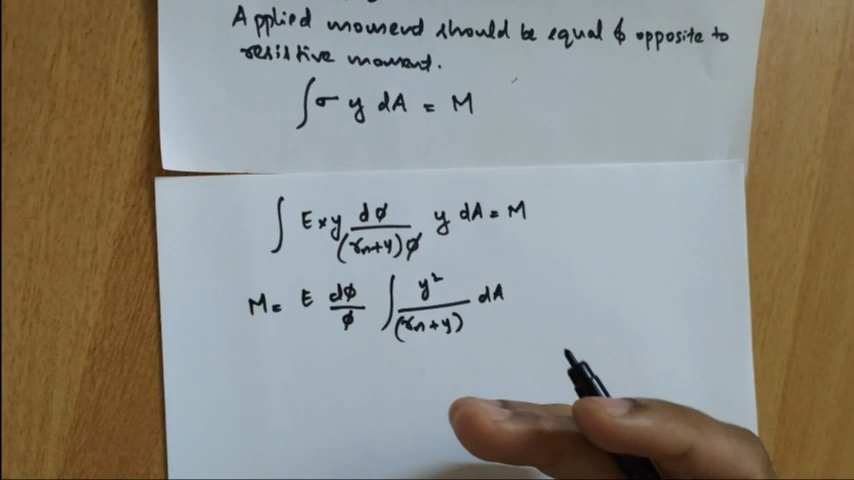 Applied moment should be equal & opposite to
resistive moment.
∫σ y dA = M
∫ E×y dφ/((rn+y)φ) y dA = M
M = E dφ/φ ∫ y²/(rn+y) dA